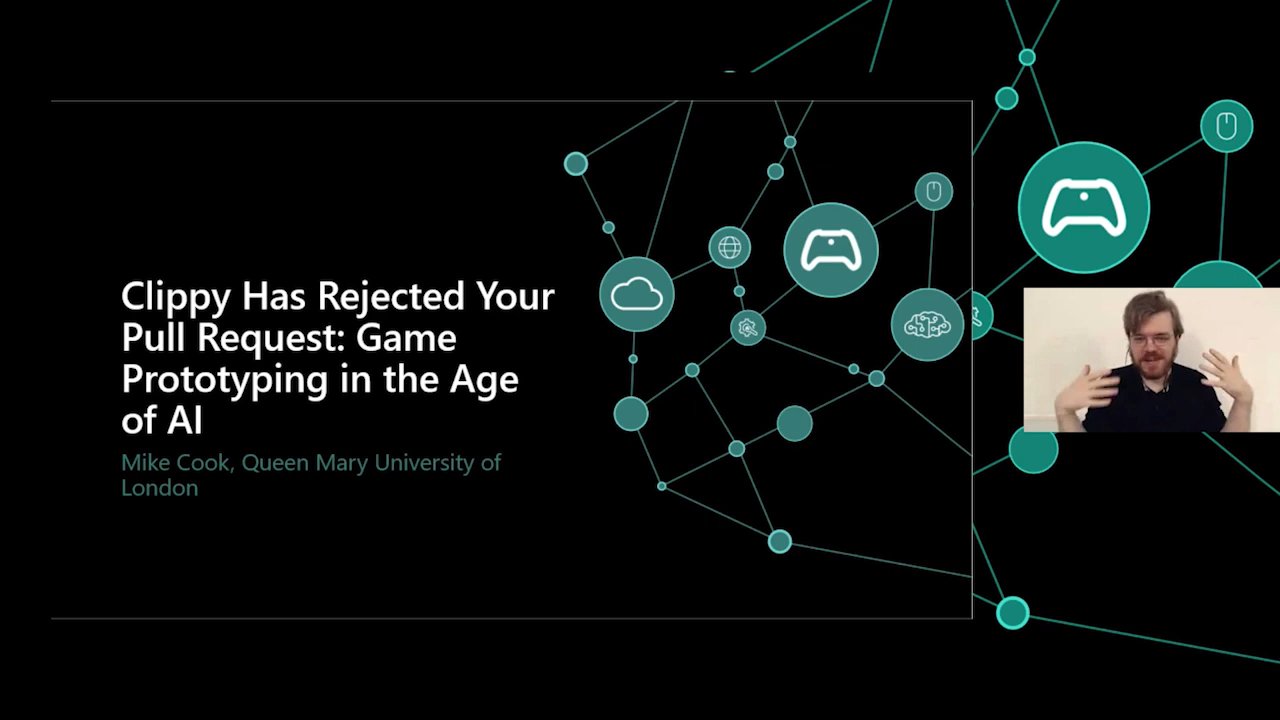 Clippy Has Rejected Your
Pull Request: Game
Prototyping in the Age
of AI
Mike Cook, Queen Mary University of
London